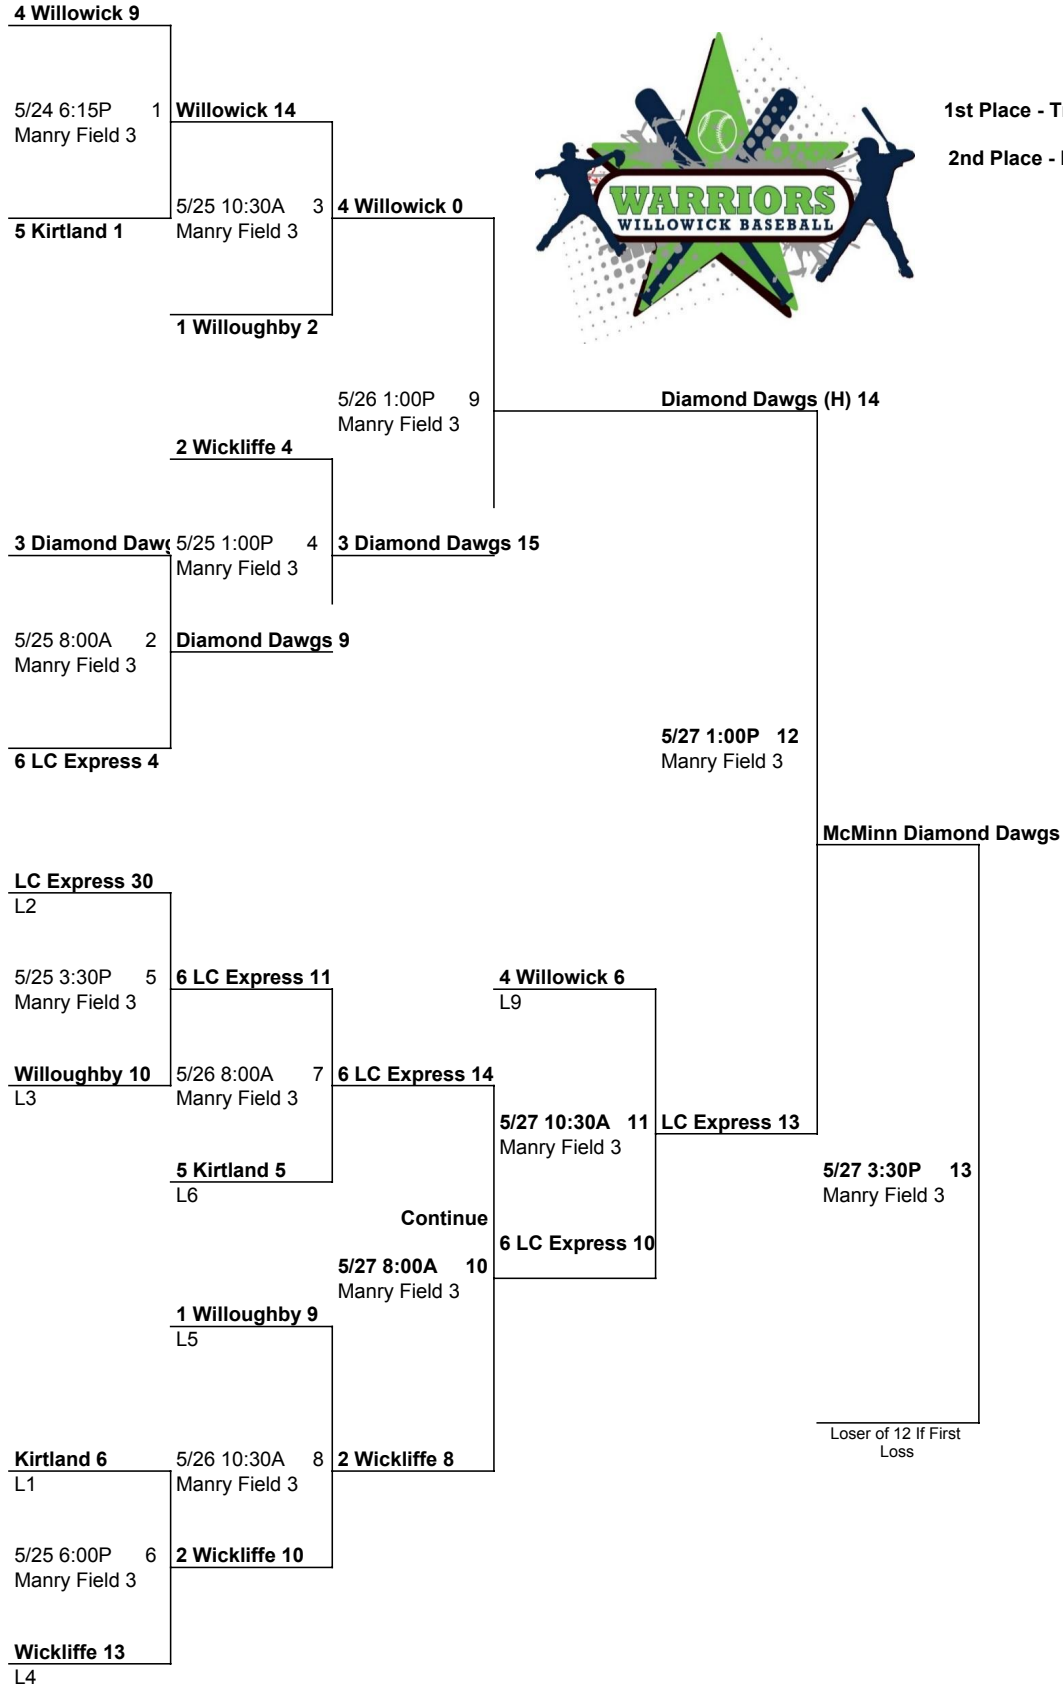 4 Willowick 9
5/24 6:15P 1
Manry Field 3
5 Kirtland 1
Willowick 14
5/25 10:30A 3
Manry Field 3
1 Willoughby 2
4 Willowick 0
WARRIORS
WILLOWICK BASEBALL
1st Place -
2nd Place -
5/26 1:00P 9
Manry Field 3
Diamond Dawgs (H) 14
2 Wickliffe 4
3 Diamond
5/25 1:00P 4
Manry Field 3
3 Diamond Dawgs 15
5/25 8:00A 2
Manry Field 3
Diamond Dawgs 9
6 LC Express 4
5/27 1:00P 12
Manry Field 3
McMinn Diamond Dawgs
LC Express 30
L2
5/25 3:30P 5
Manry Field 3
6 LC Express 11
Willoughby 10
L3
5/26 8:00A 7
Manry Field 3
6 LC Express 14
5 Kirtland 5
L6
4 Willowick 6
L9
5/27 10:30A 11
Manry Field 3
LC Express 13
5/27 3:30P 13
Manry Field 3
Continue
6 LC Express 10
5/27 8:00A 10
Manry Field 3
1 Willoughby 9
L5
Kirtland 6
L1
5/26 10:30A 8
Manry Field 3
2 Wickliffe 8
Loser of 12 If First
Loss
5/25 6:00P 6
Manry Field 3
2 Wickliffe 10
Wickliffe 13
L4